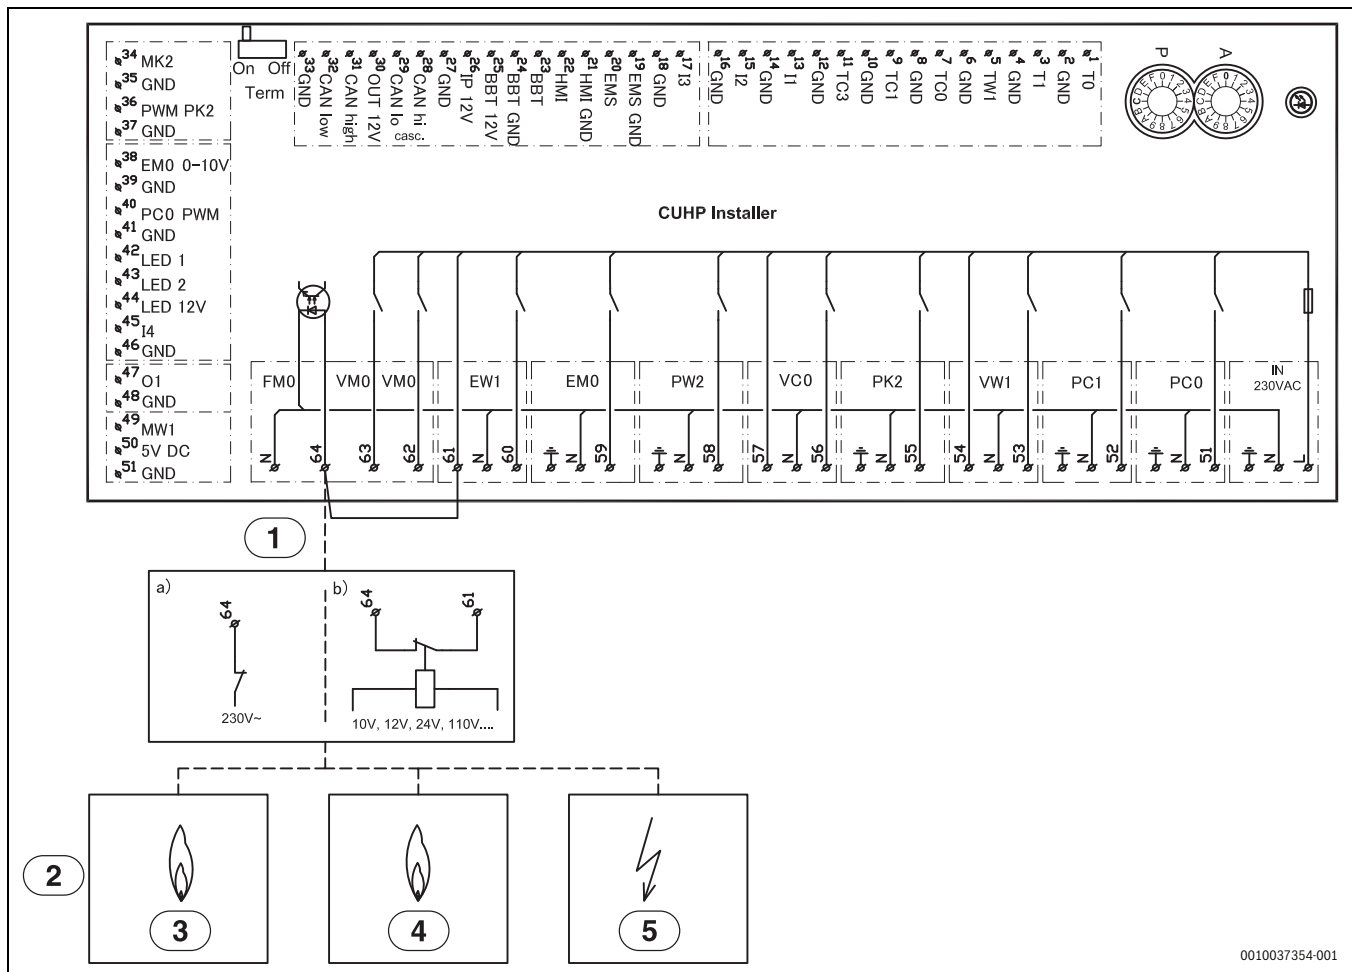 34 MK2
35 GND
36 PWM PK2
37 GND
38 EM0 0-10V
39 GND
40 PC0 PWM
41 GND
42 LED 1
43 LED 2
44 LED 12V
45 I4
46 GND
47 O1
48 GND
49 MW1
50 5V DC
51 GND
On Off
Term
33 GND
32 CAN low
31 CAN high
30 OUT 12V
29 CAN lo
28 CAN hi
casc.
27 GND
26 IP 12V
25 BBT 12V
24 BBT GND
23 BBT
22 HMI
21 HMI GND
20 EMS
19 EMS GND
18 GND
17 I3
16 GND
15 I2
14 GND
13 I1
12 GND
11 TC3
10 GND
9 TC1
8 GND
7 TC0
6 GND
5 TW1
4 GND
3 T1
2 GND
1 T0
P
0123456789ABCDEF
A
0123456789ABCDEF
CUHP Installer
FM0
VM0
VM0
EW1
EM0
PW2
VC0
PK2
VW1
PC1
PC0
IN
230VAC
N
64
63
62
61
N
60
N
59
N
58
57
N
56
N
55
54
N
53
N
52
N
51
N
L
1
a)
64
230V~
b)
64
61
10V, 12V, 24V, 110V....
2
3
4
5
0010037354-001